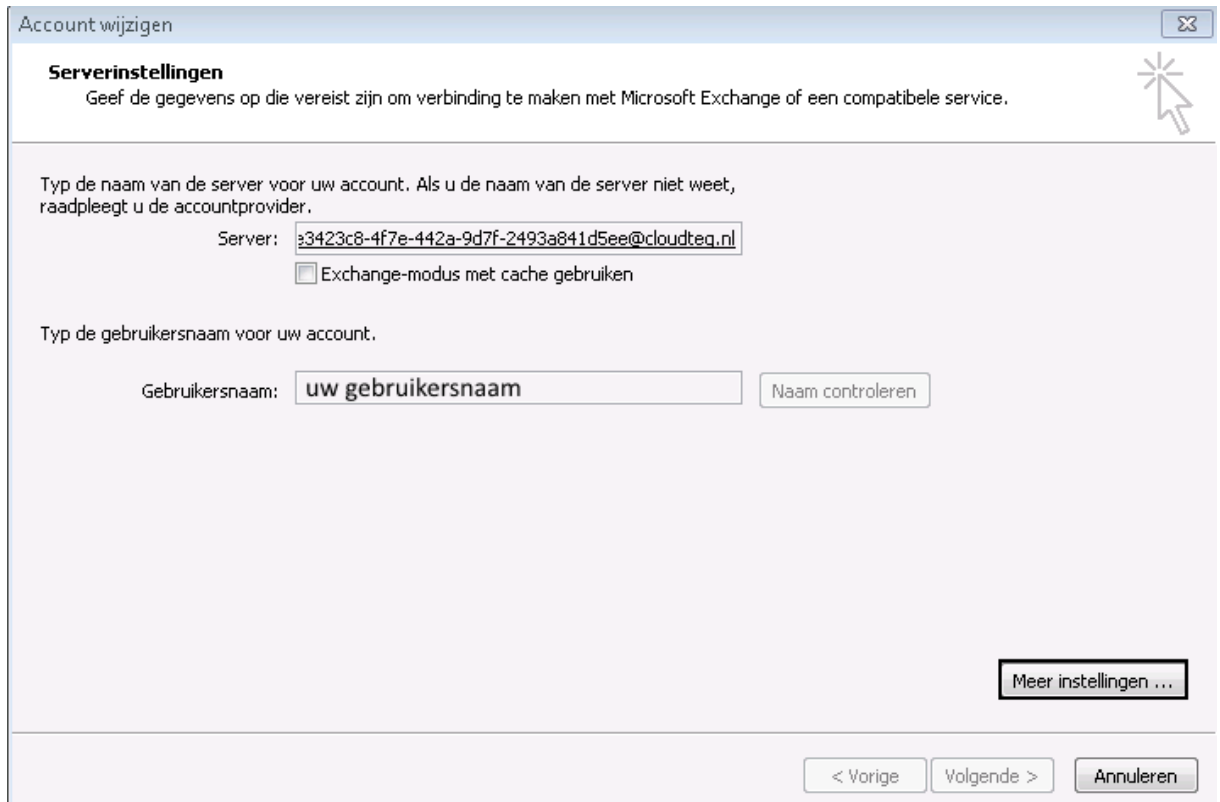 Account wijzigen
Serverinstellingen
Geef de gegevens op die vereist zijn om verbinding te maken met Microsoft Exchange of een compatibele service.
Typ de naam van de server voor uw account. Als u de naam van de server niet weet,
raadpleegt u de accountprovider.
Server: e3423c8-4f7e-442a-9d7f-2493a841d5ee@cloudteq.nl
Exchange-modus met cache gebruiken
Typ de gebruikersnaam voor uw account.
Gebruikersnaam: uw gebruikersnaam Naam controleren
Meer instellingen ...
< Vorige Volgende > Annuleren